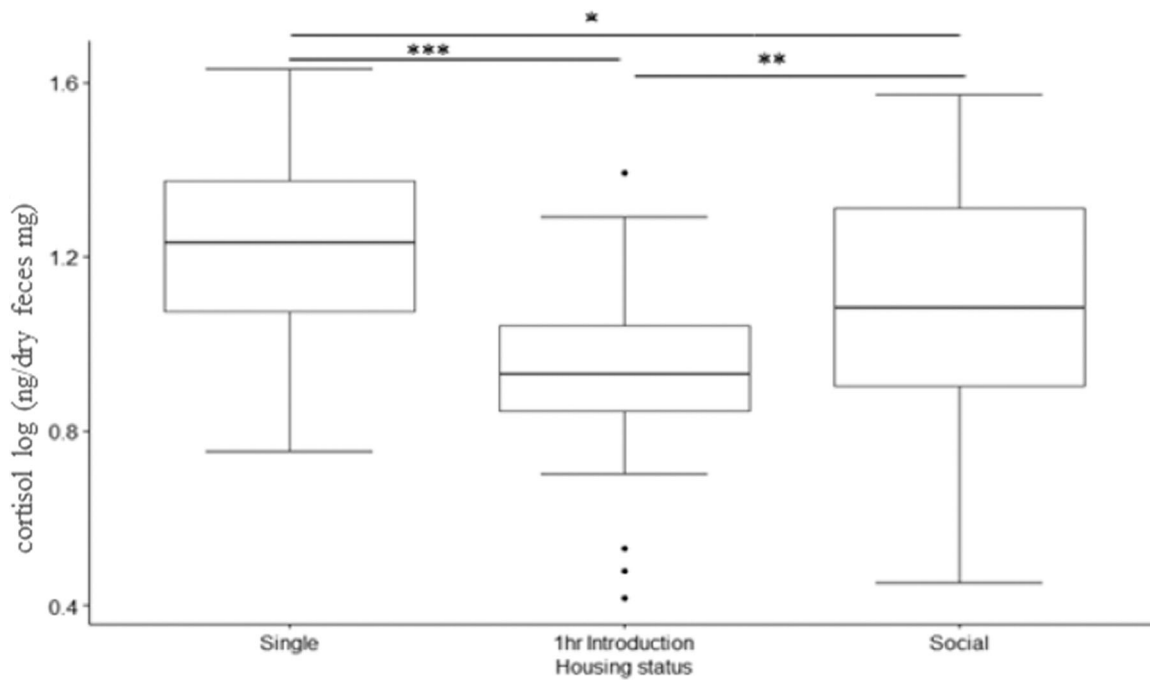 *
***
**
1.6
1.2
0.8
0.4
cortisol log (ng/dry feces mg)
Single
1hr Introduction
Social
Housing status